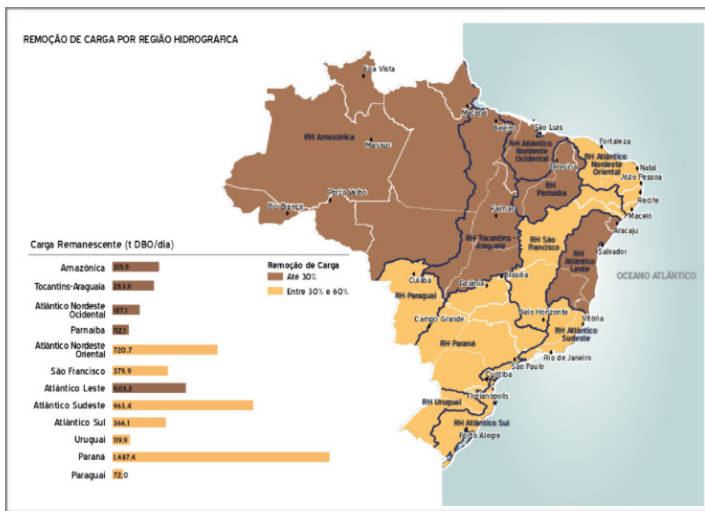 REMOÇÃO DE CARGA POR REGIÃO HIDROGRÁFICA
Boa Vista
Macapá
Belém
São Luis
RH Amazônica
Manaus
RH Atlântico
Nordeste
Ocidental
Fortaleza
Teresina
RH Atlântico
Nordeste
Oriental
Natal
João Pessoa
RH
Parnaíba
Recife
Porto Velho
Rio Branco
Palmas
Maceió
Aracaju
RH Tocantins
Araguaia
RH São
Francisco
Salvador
RH
Atlântico
Leste
OCEANO ATLÂNTICO
Carga Remanescente (t DBO/dia)
Remoção de Carga
Até 30%
Entre 30% e 60%
Cuiabá
Brasília
Goiânia
RH Paraguai
Campo Grande
Belo Horizonte
Vitória
RH Atlântico
Sudeste
RH Paraná
Rio de Janeiro
São Paulo
Curitiba
Florianópolis
RH Uruguai
RH Atlântico Sul
Porto Alegre
Amazônica
Tocantins-Araguaia 283,9
Atlântico Nordeste
Ocidental
187,1
Parnaíba 112,1
Atlântico Nordeste
Oriental
720,7
São Francisco 379,9
Atlântico Leste 503,2
Atlântico Sudeste 963,4
Atlântico Sul 366,1
Uruguai 119,9
Paraná 1.487,4
Paraguai 72,0